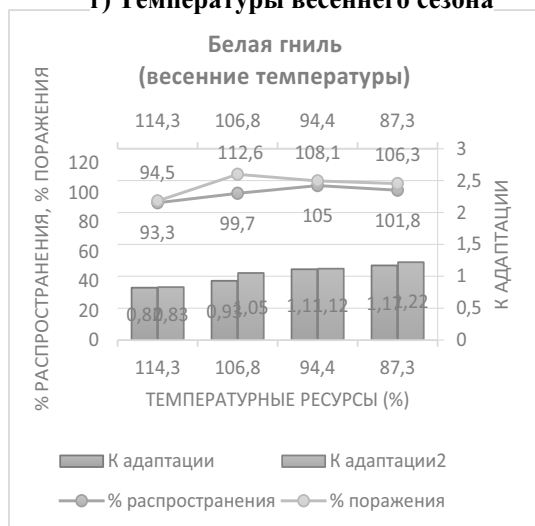 г) Температуры весеннего сезона
Белая гниль
(весенние температуры)
114,3 106,8 94,4 87,3
120 3
94,5 112,6 108,1 106,3
100 2,5
80 2
93,3 99,7 105 101,8
60 1,5
40 1
20 0,5
0,82 0,83 0,93 1,05 1,11 1,12 1,17 1,22
0 0
114,3 106,8 94,4 87,3
% РАСПРОСТРАНЕНИЯ, % ПОРАЖЕНИЯ
К АДАПТАЦИИ
ТЕМПЕРАТУРНЫЕ РЕСУРСЫ (%)
К адаптации К адаптации2
% распространения % поражения